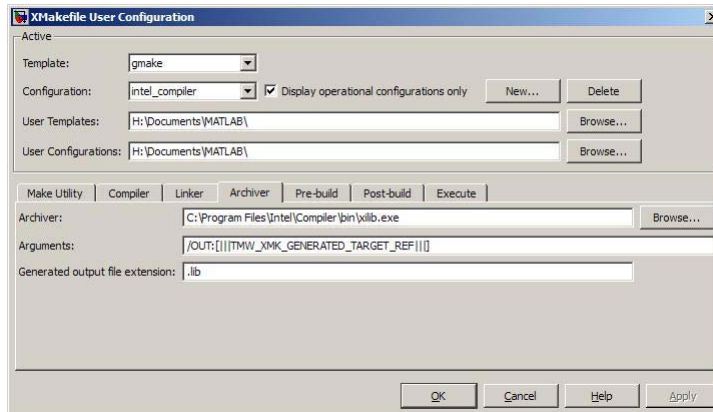 XMakefile User Configuration
Active
Template: gmake
Configuration: intel_compiler Display operational configurations only New... Delete
User Templates: H:\Documents\MATLAB\ Browse...
User Configurations: H:\Documents\MATLAB\ Browse...
Make Utility Compiler Linker Archiver Pre-build Post-build Execute
Archiver: C:\Program Files\Intel\Compiler\bin\xilib.exe Browse...
Arguments: /OUT:[|||TMW_XMK_GENERATED_TARGET_REF|||]
Generated output file extension: .lib
OK Cancel Help Apply